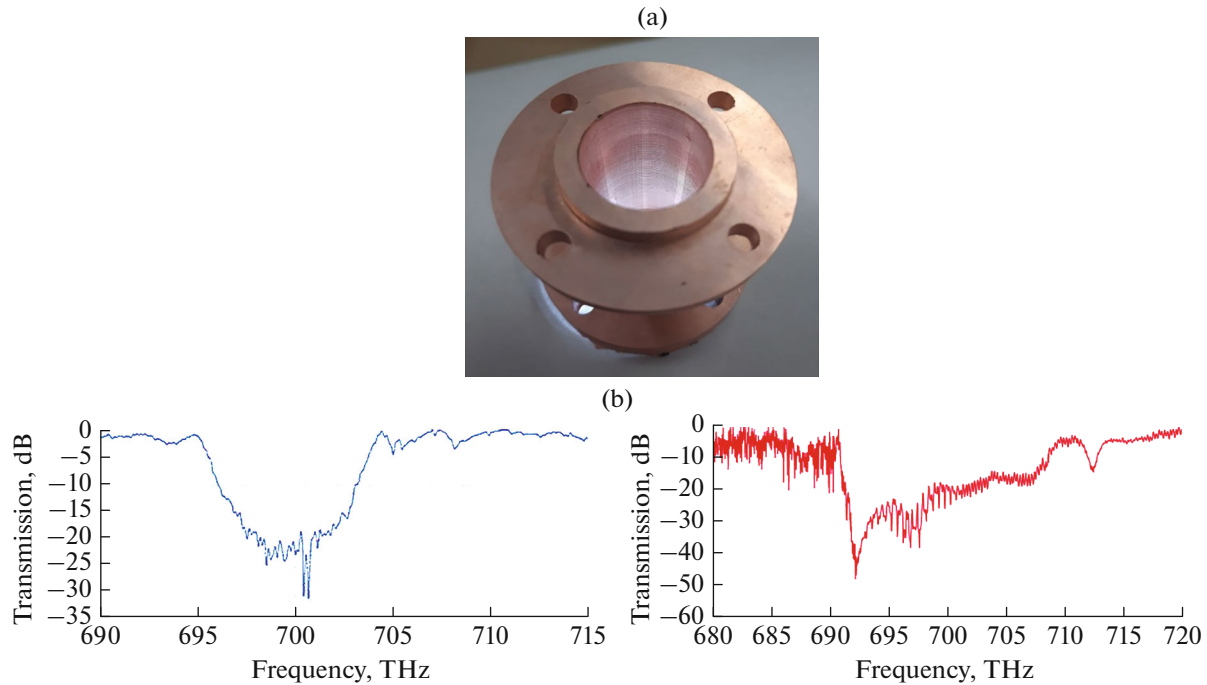 (a)
(b)
Transmission, dB
0
−5
−10
−15
−20
−25
−30
−35
690 695 700 705 710 715
Frequency, THz
Transmission, dB
0
−10
−20
−30
−40
−50
−60
680 685 690 695 700 705 710 715 720
Frequency, THz